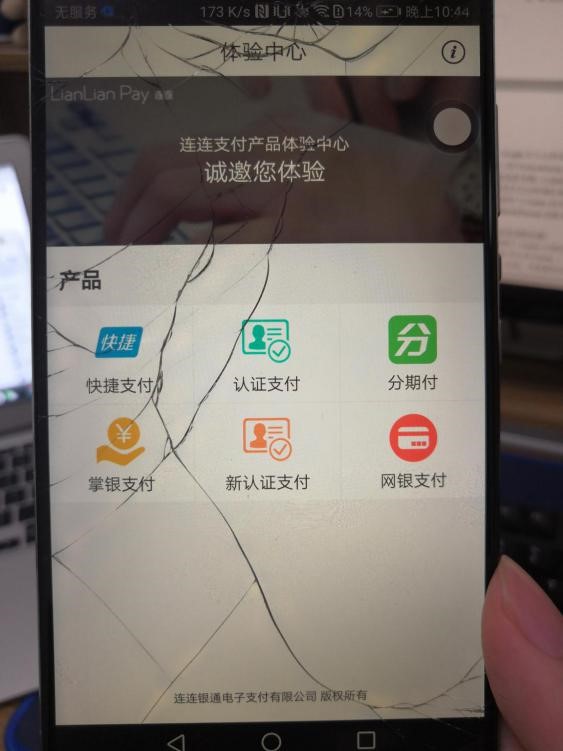 无服务 173 K/s 14% 晚上10:44
体验中心
LianLian Pay 连连
连连支付产品体验中心
诚邀您体验
产品
快捷 分
快捷支付 认证支付 分期付
掌银支付 新认证支付 网银支付
连连银通电子支付有限公司 版权所有